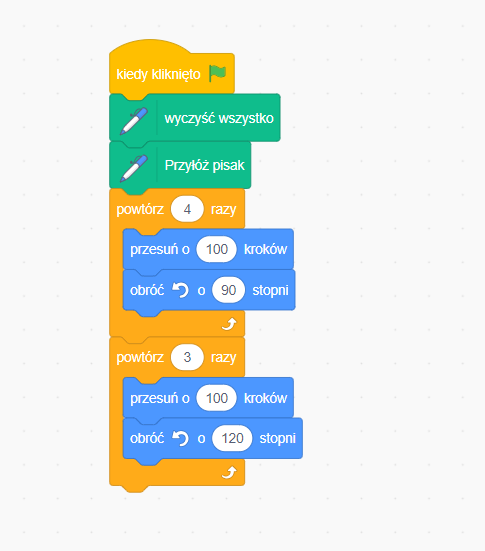 kiedy kliknięto
wyczyść wszystko
Przyłóż pisak
powtórz 4 razy
przesuń o 100 kroków
obróć o 90 stopni
powtórz 3 razy
przesuń o 100 kroków
obróć o 120 stopni